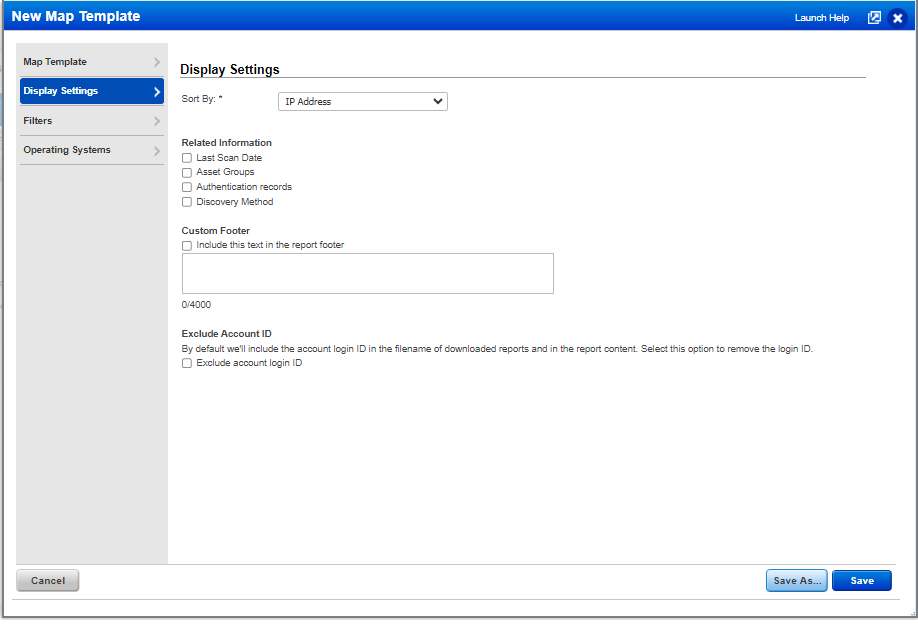 New Map Template
Launch Help
Map Template
Display Settings
Filters
Operating Systems
Display Settings
Sort By: *
IP Address
Related Information
Last Scan Date
Asset Groups
Authentication records
Discovery Method
Custom Footer
Include this text in the report footer
0/4000
Exclude Account ID
By default we'll include the account login ID in the filename of downloaded reports and in the report content. Select this option to remove the login ID.
Exclude account login ID
Cancel
Save As...
Save